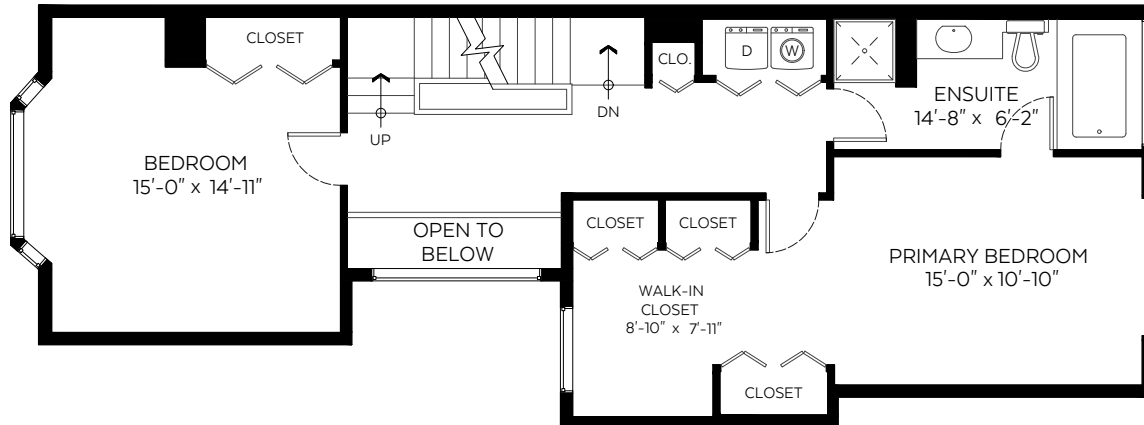 CLOSET
CLO.
D
W
ENSUITE
14'-8" x 6'-2"
UP
DN
BEDROOM
15'-0" x 14'-11"
OPEN TO
BELOW
CLOSET
CLOSET
PRIMARY BEDROOM
15'-0" x 10'-10"
WALK-IN
CLOSET
8'-10" x 7'-11"
CLOSET